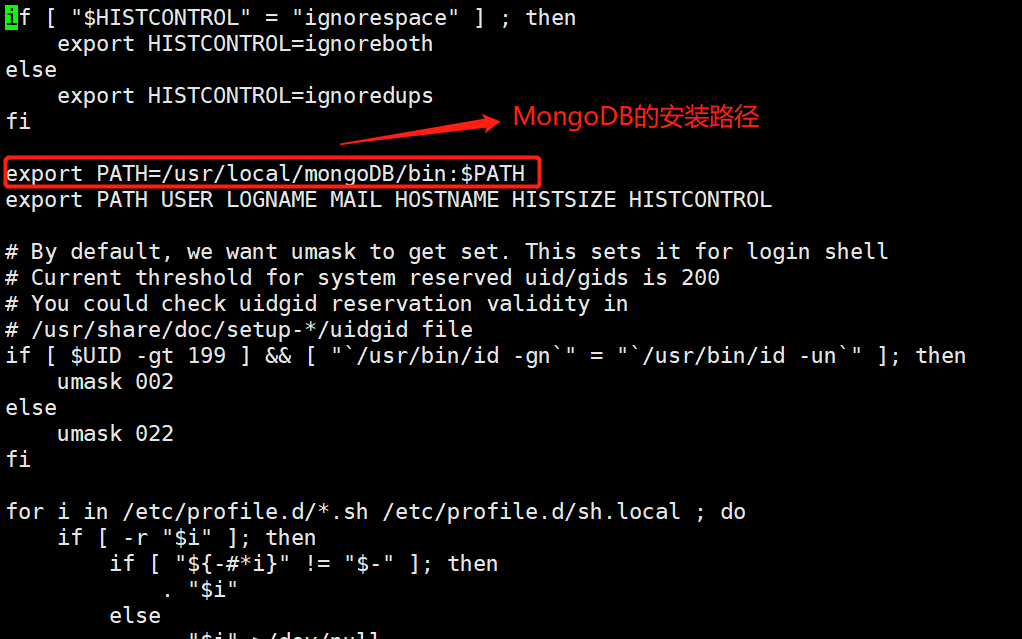 if [ "$HISTCONTROL" = "ignorespace" ] ; then
    export HISTCONTROL=ignoreboth
else
    export HISTCONTROL=ignoredups
fi
MongoDB的安装路径
export PATH=/usr/local/mongoDB/bin:$PATH
export PATH USER LOGNAME MAIL HOSTNAME HISTSIZE HISTCONTROL
# By default, we want umask to get set. This sets it for login shell
# Current threshold for system reserved uid/gids is 200
# You could check uidgid reservation validity in
# /usr/share/doc/setup-*/uidgid file
if [ $UID -gt 199 ] && [ "`/usr/bin/id -gn`" = "`/usr/bin/id -un`" ]; then
    umask 002
else
    umask 022
fi
for i in /etc/profile.d/*.sh /etc/profile.d/sh.local ; do
    if [ -r "$i" ]; then
        if [ "${-#*i}" != "$-" ]; then
            . "$i"
        else
            . "$i" >/dev/null